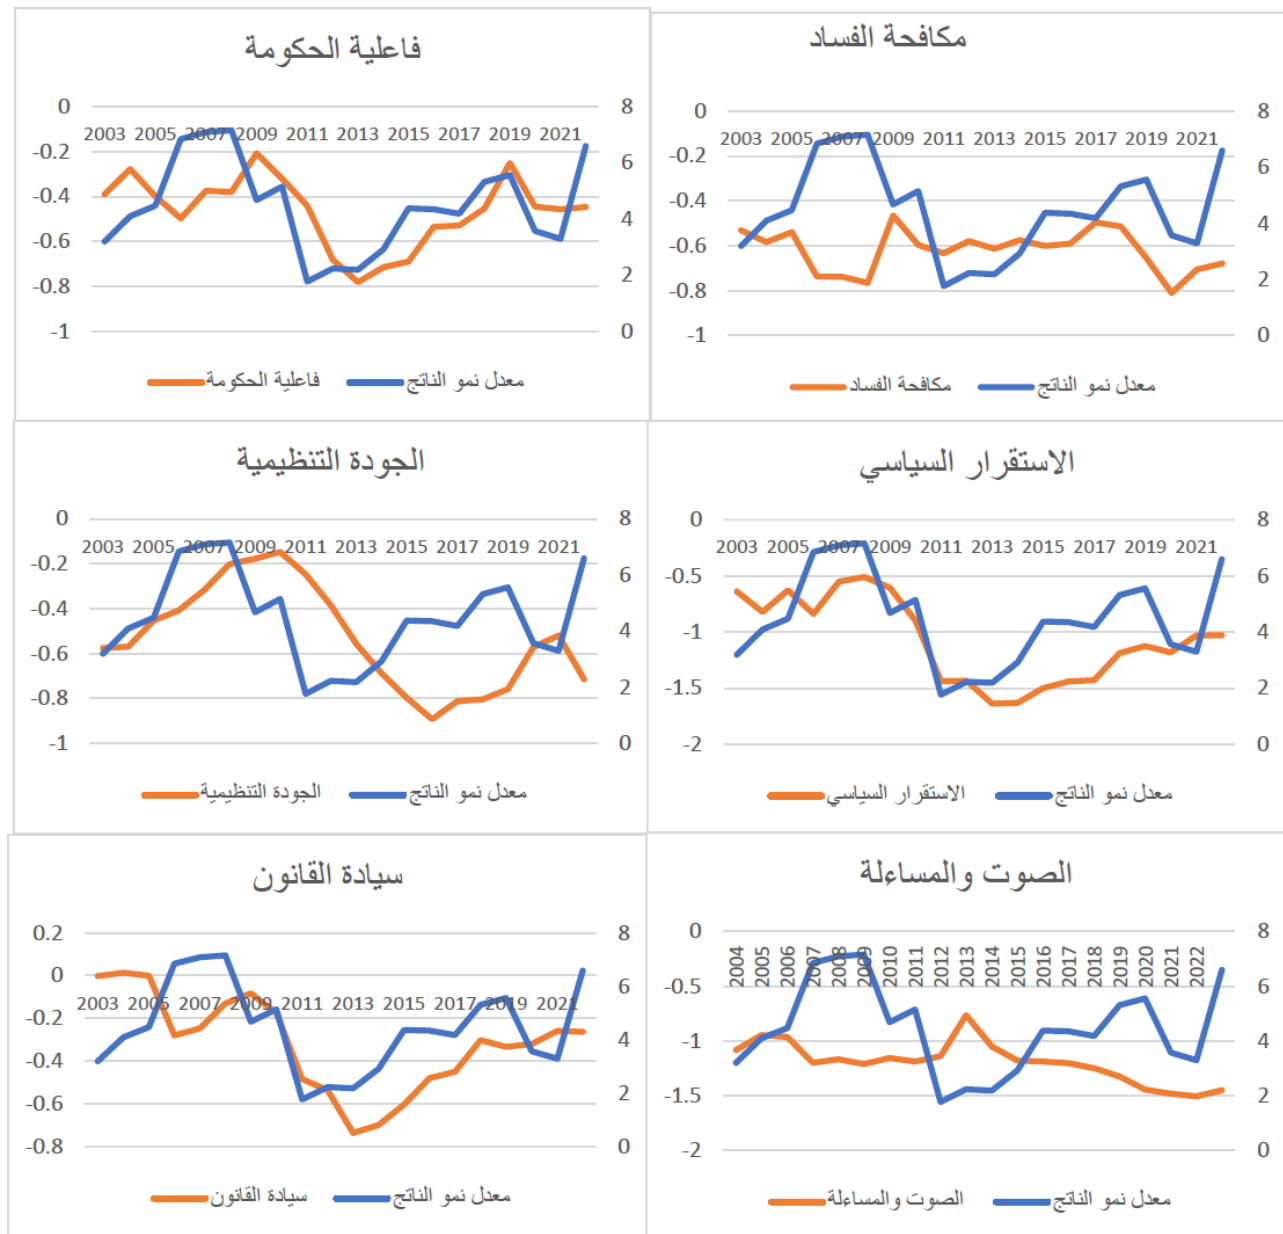 فاعلية الحكومة
0 8
2003 2005 2007 2009 2011 2013 2015 2017 2019 2021
-0.2 6
-0.4 4
-0.6
-0.8 2
-1 0
فاعلية الحكومة معدل نمو الناتج
مكافحة الفساد
0 8
2003 2005 2007 2009 2011 2013 2015 2017 2019 2021
-0.2 6
-0.4 4
-0.6
-0.8 2
-1 0
مكافحة الفساد معدل نمو الناتج
الجودة التنظيمية
0 8
2003 2005 2007 2009 2011 2013 2015 2017 2019 2021
-0.2 6
-0.4 4
-0.6
-0.8 2
-1 0
الجودة التنظيمية معدل نمو الناتج
الاستقرار السياسي
0 8
2003 2005 2007 2009 2011 2013 2015 2017 2019 2021
-0.5 6
-1 4
-1.5 2
-2 0
الاستقرار السياسي معدل نمو الناتج
سيادة القانون
0.2 8
0 6
2003 2005 2007 2009 2011 2013 2015 2017 2019 2021
-0.2 4
-0.4
-0.6 2
-0.8 0
سيادة القانون معدل نمو الناتج
الصوت والمساءلة
0 8
2004 2005 2006 2007 2008 2009 2010 2011 2012 2013 2014 2015 2016 2017 2018 2019 2020 2021 2022
-0.5 6
-1 4
-1.5 2
-2 0
الصوت والمساءلة معدل نمو الناتج